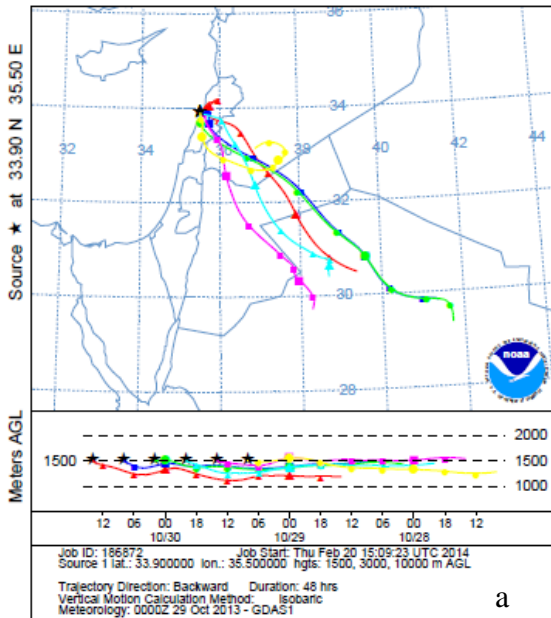 Source ★ at 33.90 N 35.50 E
36
34
32
30
28
32
34
36
38
40
42
44
noaa
Meters AGL
1500
2000
1500
1000
12 06 00 18 12 06 00 18 12 06 00 18 12
10/30 10/29 10/28
Job ID: 186872 Job Start: Thu Feb 20 15:09:23 UTC 2014
Source 1 lat.: 33.900000 lon.: 35.500000 hgts: 1500, 3000, 10000 m AGL
Trajectory Direction: Backward Duration: 48 hrs
Vertical Motion Calculation Method: Isobaric
Meteorology: 0000Z 29 Oct 2013 - GDAS1
a